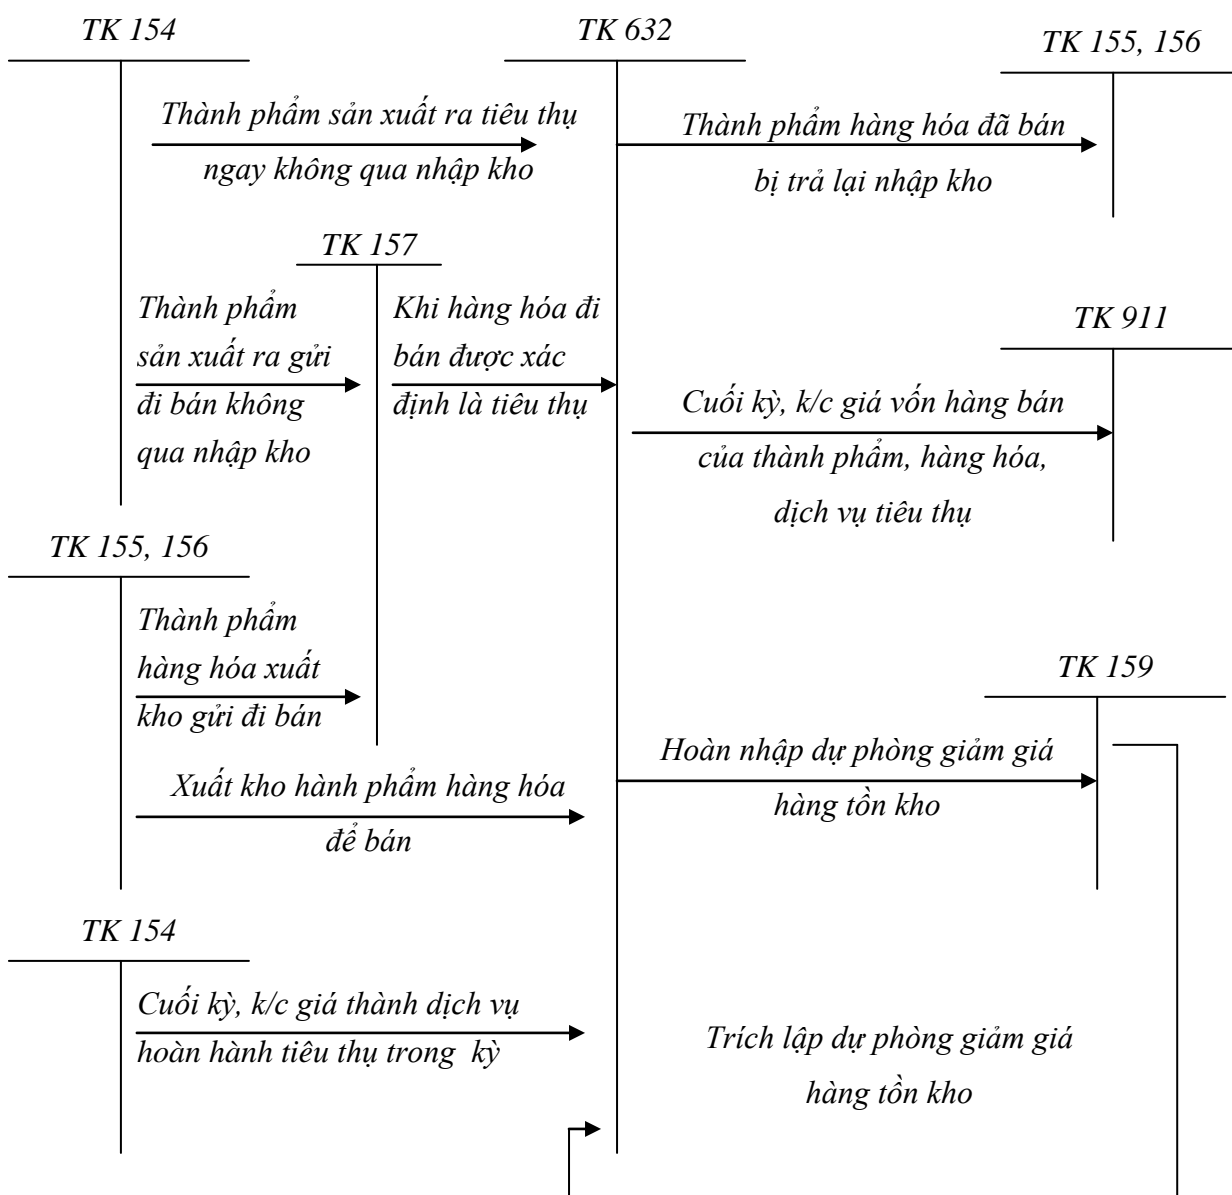 TK 154
TK 632
TK 155, 156
Thành phẩm sản xuất ra tiêu thụ
ngay không qua nhập kho
Thành phẩm hàng hóa đã bán
bị trả lại nhập kho
TK 157
Thành phẩm
sản xuất ra gửi
đi bán không
qua nhập kho
Khi hàng hóa đi
bán được xác
định là tiêu thụ
TK 911
Cuối kỳ, k/c giá vốn hàng bán
của thành phẩm, hàng hóa,
dịch vụ tiêu thụ
TK 155, 156
Thành phẩm
hàng hóa xuất
kho gửi đi bán
TK 159
Hoàn nhập dự phòng giảm giá
hàng tồn kho
Xuất kho hành phẩm hàng hóa
để bán
TK 154
Cuối kỳ, k/c giá thành dịch vụ
hoàn hành tiêu thụ trong kỳ
Trích lập dự phòng giảm giá
hàng tồn kho